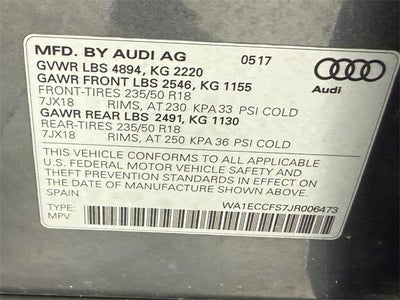 MFD. BY AUDI AG 05 17
GVWR LBS 4894, KG 2220
GAWR FRONT LBS 2546, KG 1155
FRONT-TIRES 235/50 R18
7JX18 RIMS, AT 230 KPA 33 PSI COLD
GAWR REAR LBS 2491, KG 1130
REAR-TIRES 235/50 R18
7JX18 RIMS, AT 250 KPA 36 PSI COLD
Audi
THIS VEHICLE CONFORMS TO ALL APPLICABLE
U.S. FEDERAL MOTOR VEHICLE SAFETY AND
THEFT PREVENTION STANDARDS IN EFFECT ON THE
DATE OF MANUFACTURE SHOWN ABOVE.
SPAIN
TYPE: WA1ECCFS7JR006473
MPV